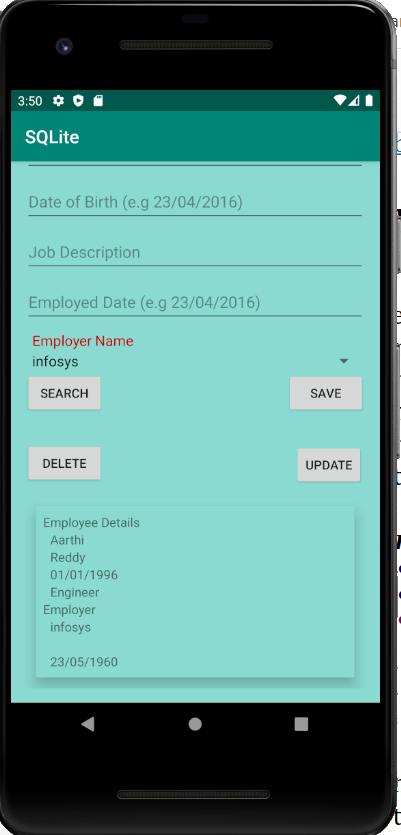 3:50
SQLite
Date of Birth (e.g 23/04/2016)
Job Description
Employed Date (e.g 23/04/2016)
Employer Name
infosys
SEARCH
SAVE
DELETE
UPDATE
Employee Details
Aarthi
Reddy
01/01/1996
Engineer
Employer
infosys
23/05/1960